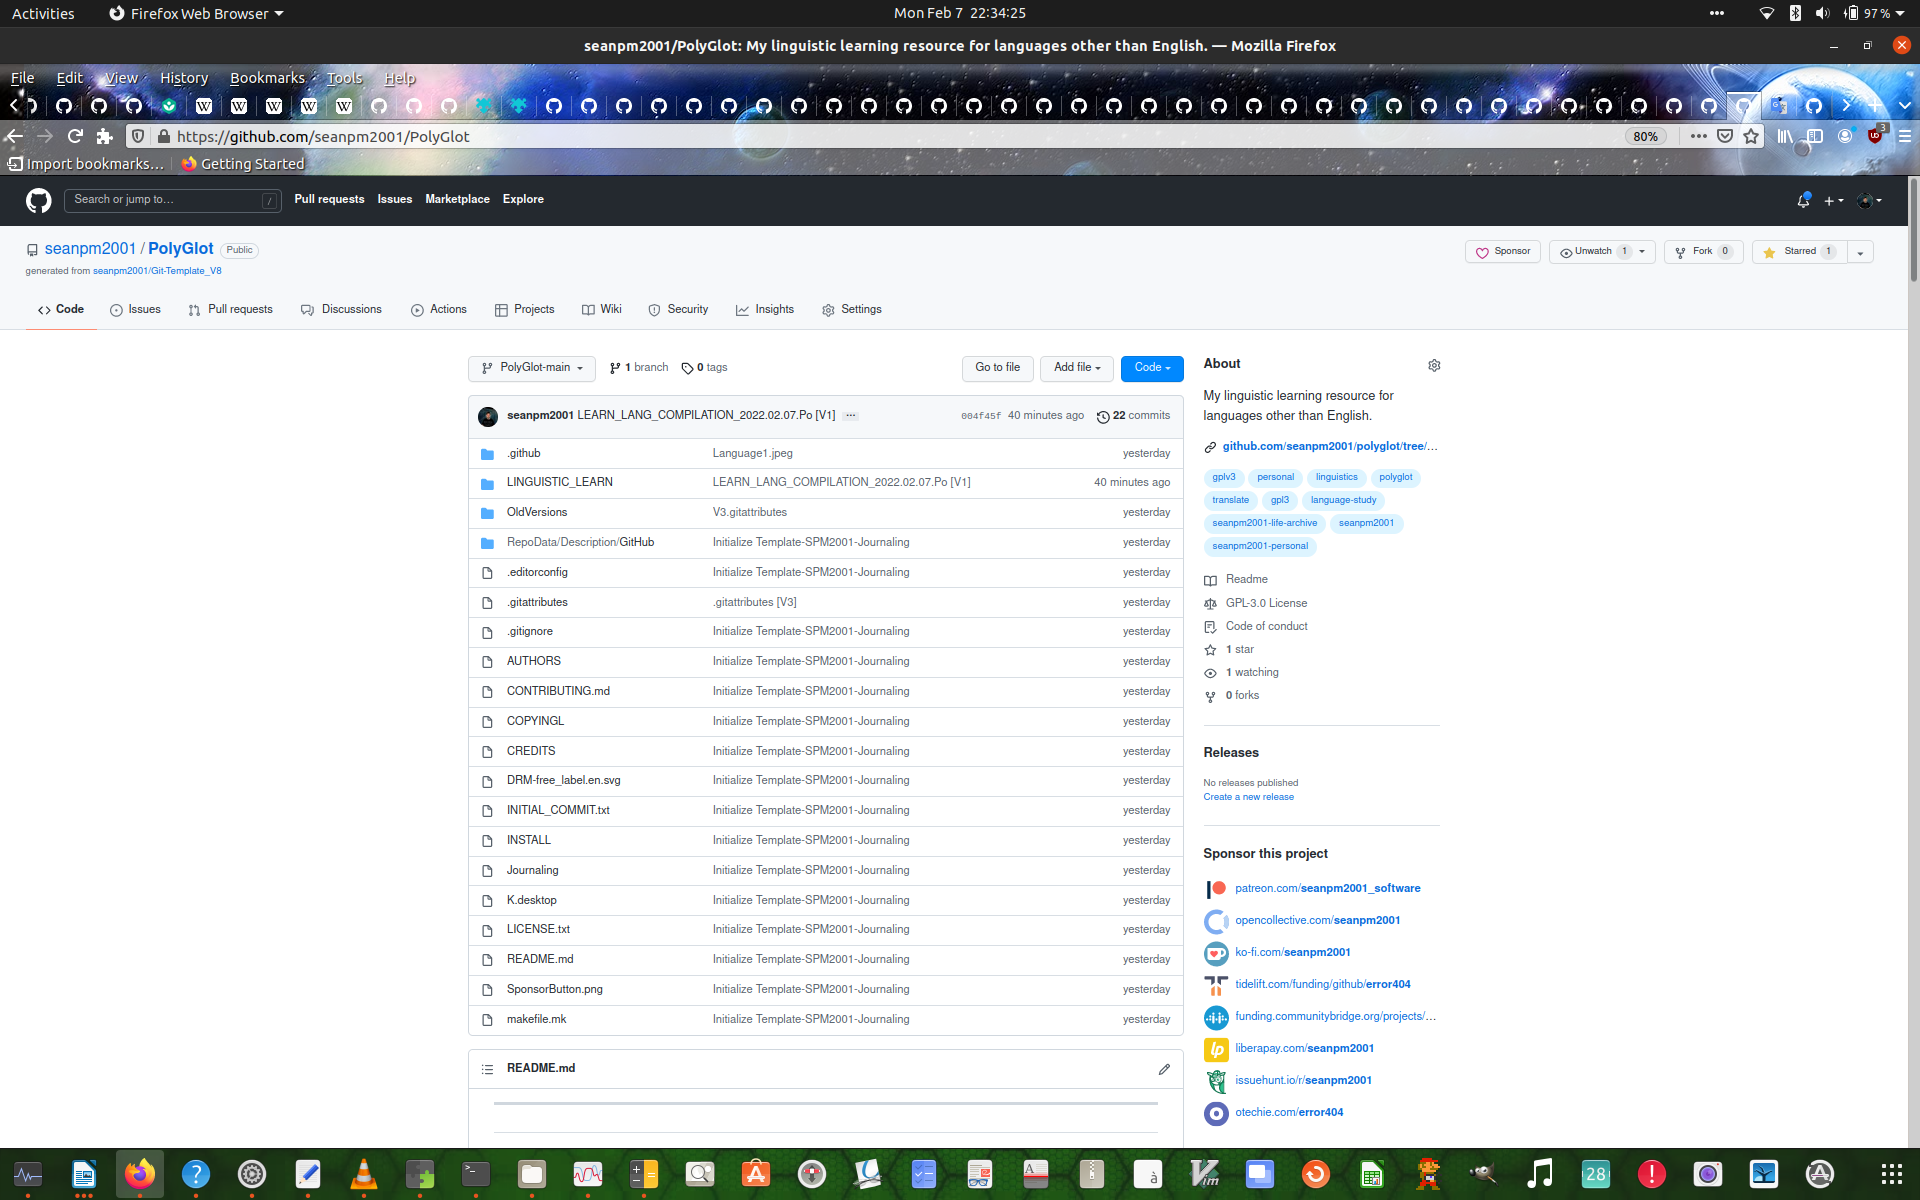 Activities Firefox Web Browser Mon Feb 7 22:34:25 97 %
seanpm2001/PolyGlot: My linguistic learning resource for languages other than English. — Mozilla Firefox
File Edit View History Bookmarks Tools Help
https://github.com/seanpm2001/PolyGlot 80% 3
Import bookmarks… Getting Started
Search or jump to… / Pull requests Issues Marketplace Explore
seanpm2001 / PolyGlot Public Sponsor Unwatch 1 Fork 0 Starred 1
generated from seanpm2001/Git-Template_V8
Code Issues Pull requests Discussions Actions Projects Wiki Security Insights Settings
PolyGlot-main 1 branch 0 tags Go to file Add file Code
seanpm2001 LEARN_LANG_COMPILATION_2022.02.07.Po [V1] ··· 004f45f 40 minutes ago 22 commits
.github Language1.jpeg yesterday
LINGUISTIC_LEARN LEARN_LANG_COMPILATION_2022.02.07.Po [V1] 40 minutes ago
OldVersions V3.gitattributes yesterday
RepoData/Description/GitHub Initialize Template-SPM2001-Journaling yesterday
.editorconfig Initialize Template-SPM2001-Journaling yesterday
.gitattributes .gitattributes [V3] yesterday
.gitignore Initialize Template-SPM2001-Journaling yesterday
AUTHORS Initialize Template-SPM2001-Journaling yesterday
CONTRIBUTING.md Initialize Template-SPM2001-Journaling yesterday
COPYINGL Initialize Template-SPM2001-Journaling yesterday
CREDITS Initialize Template-SPM2001-Journaling yesterday
DRM-free_label.en.svg Initialize Template-SPM2001-Journaling yesterday
INITIAL_COMMIT.txt Initialize Template-SPM2001-Journaling yesterday
INSTALL Initialize Template-SPM2001-Journaling yesterday
Journaling Initialize Template-SPM2001-Journaling yesterday
K.desktop Initialize Template-SPM2001-Journaling yesterday
LICENSE.txt Initialize Template-SPM2001-Journaling yesterday
README.md Initialize Template-SPM2001-Journaling yesterday
SponsorButton.png Initialize Template-SPM2001-Journaling yesterday
makefile.mk Initialize Template-SPM2001-Journaling yesterday
README.md
About
My linguistic learning resource for
languages other than English.
github.com/seanpm2001/polyglot/tree/…
gplv3 personal linguistics polyglot
translate gpl3 language-study
seanpm2001-life-archive seanpm2001
seanpm2001-personal
Readme
GPL-3.0 License
Code of conduct
1 star
1 watching
0 forks
Releases
No releases published
Create a new release
Sponsor this project
patreon.com/seanpm2001_software
opencollective.com/seanpm2001
ko-fi.com/seanpm2001
tidelift.com/funding/github/error404
funding.communitybridge.org/projects/…
liberapay.com/seanpm2001
issuehunt.io/r/seanpm2001
otechie.com/error404
28